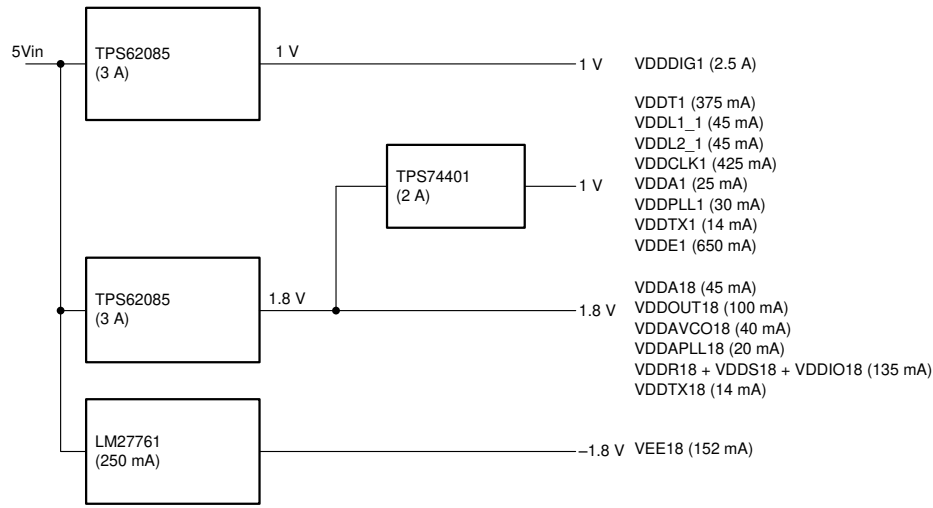 5Vin
TPS62085
(3 A)
1 V
1 V VDDDIG1 (2.5 A)
TPS74401
(2 A)
1 V
VDDT1 (375 mA)
VDDL1_1 (45 mA)
VDDL2_1 (45 mA)
VDDCLK1 (425 mA)
VDDA1 (25 mA)
VDDPLL1 (30 mA)
VDDTX1 (14 mA)
VDDE1 (650 mA)
TPS62085
(3 A)
1.8 V
1.8 V
VDDA18 (45 mA)
VDDOUT18 (100 mA)
VDDAVCO18 (40 mA)
VDDAPLL18 (20 mA)
VDDR18 + VDDS18 + VDDIO18 (135 mA)
VDDTX18 (14 mA)
LM27761
(250 mA)
–1.8 V VEE18 (152 mA)